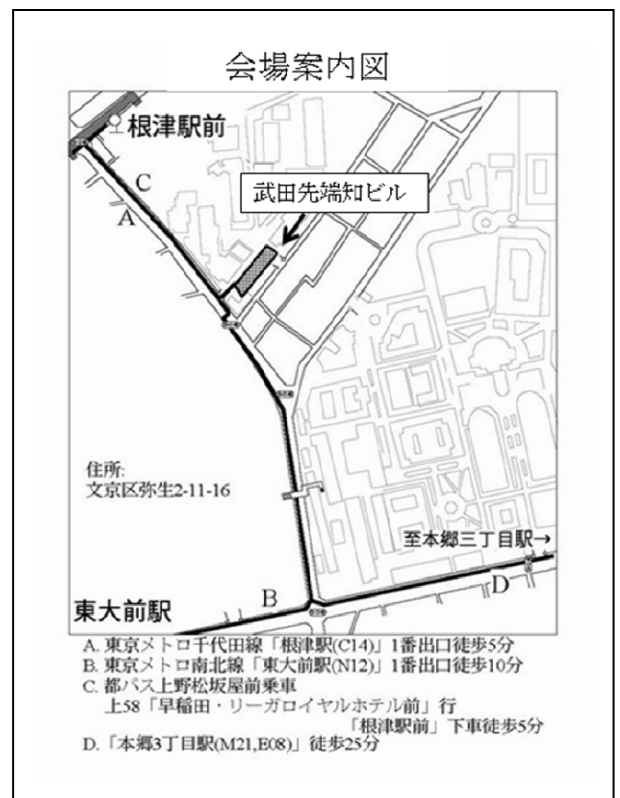 会場案内図
根津駅前
C
武田先端知ビル
A
住所:
文京区弥生2-11-16
至本郷三丁目駅→
D
B
東大前駅
A. 東京メトロ千代田線「根津駅(C14)」1番出口徒歩5分
B. 東京メトロ南北線「東大前駅(N12)」1番出口徒歩10分
C. 都バス上野松坂屋前乗車
上58「早稲田・リーガロイヤルホテル前」行
「根津駅前」下車徒歩5分
D.「本郷3丁目駅(M21,E08)」徒歩25分